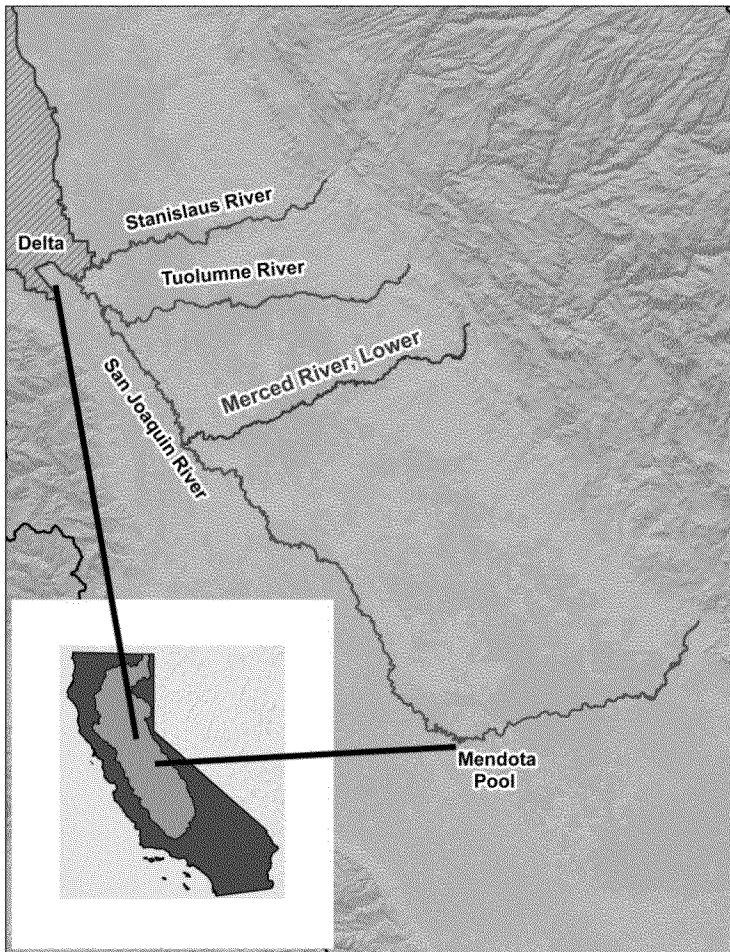 Stanislaus River
Delta
Tuolumne River
Merced River, Lower
San Joaquin River
Mendota
Pool